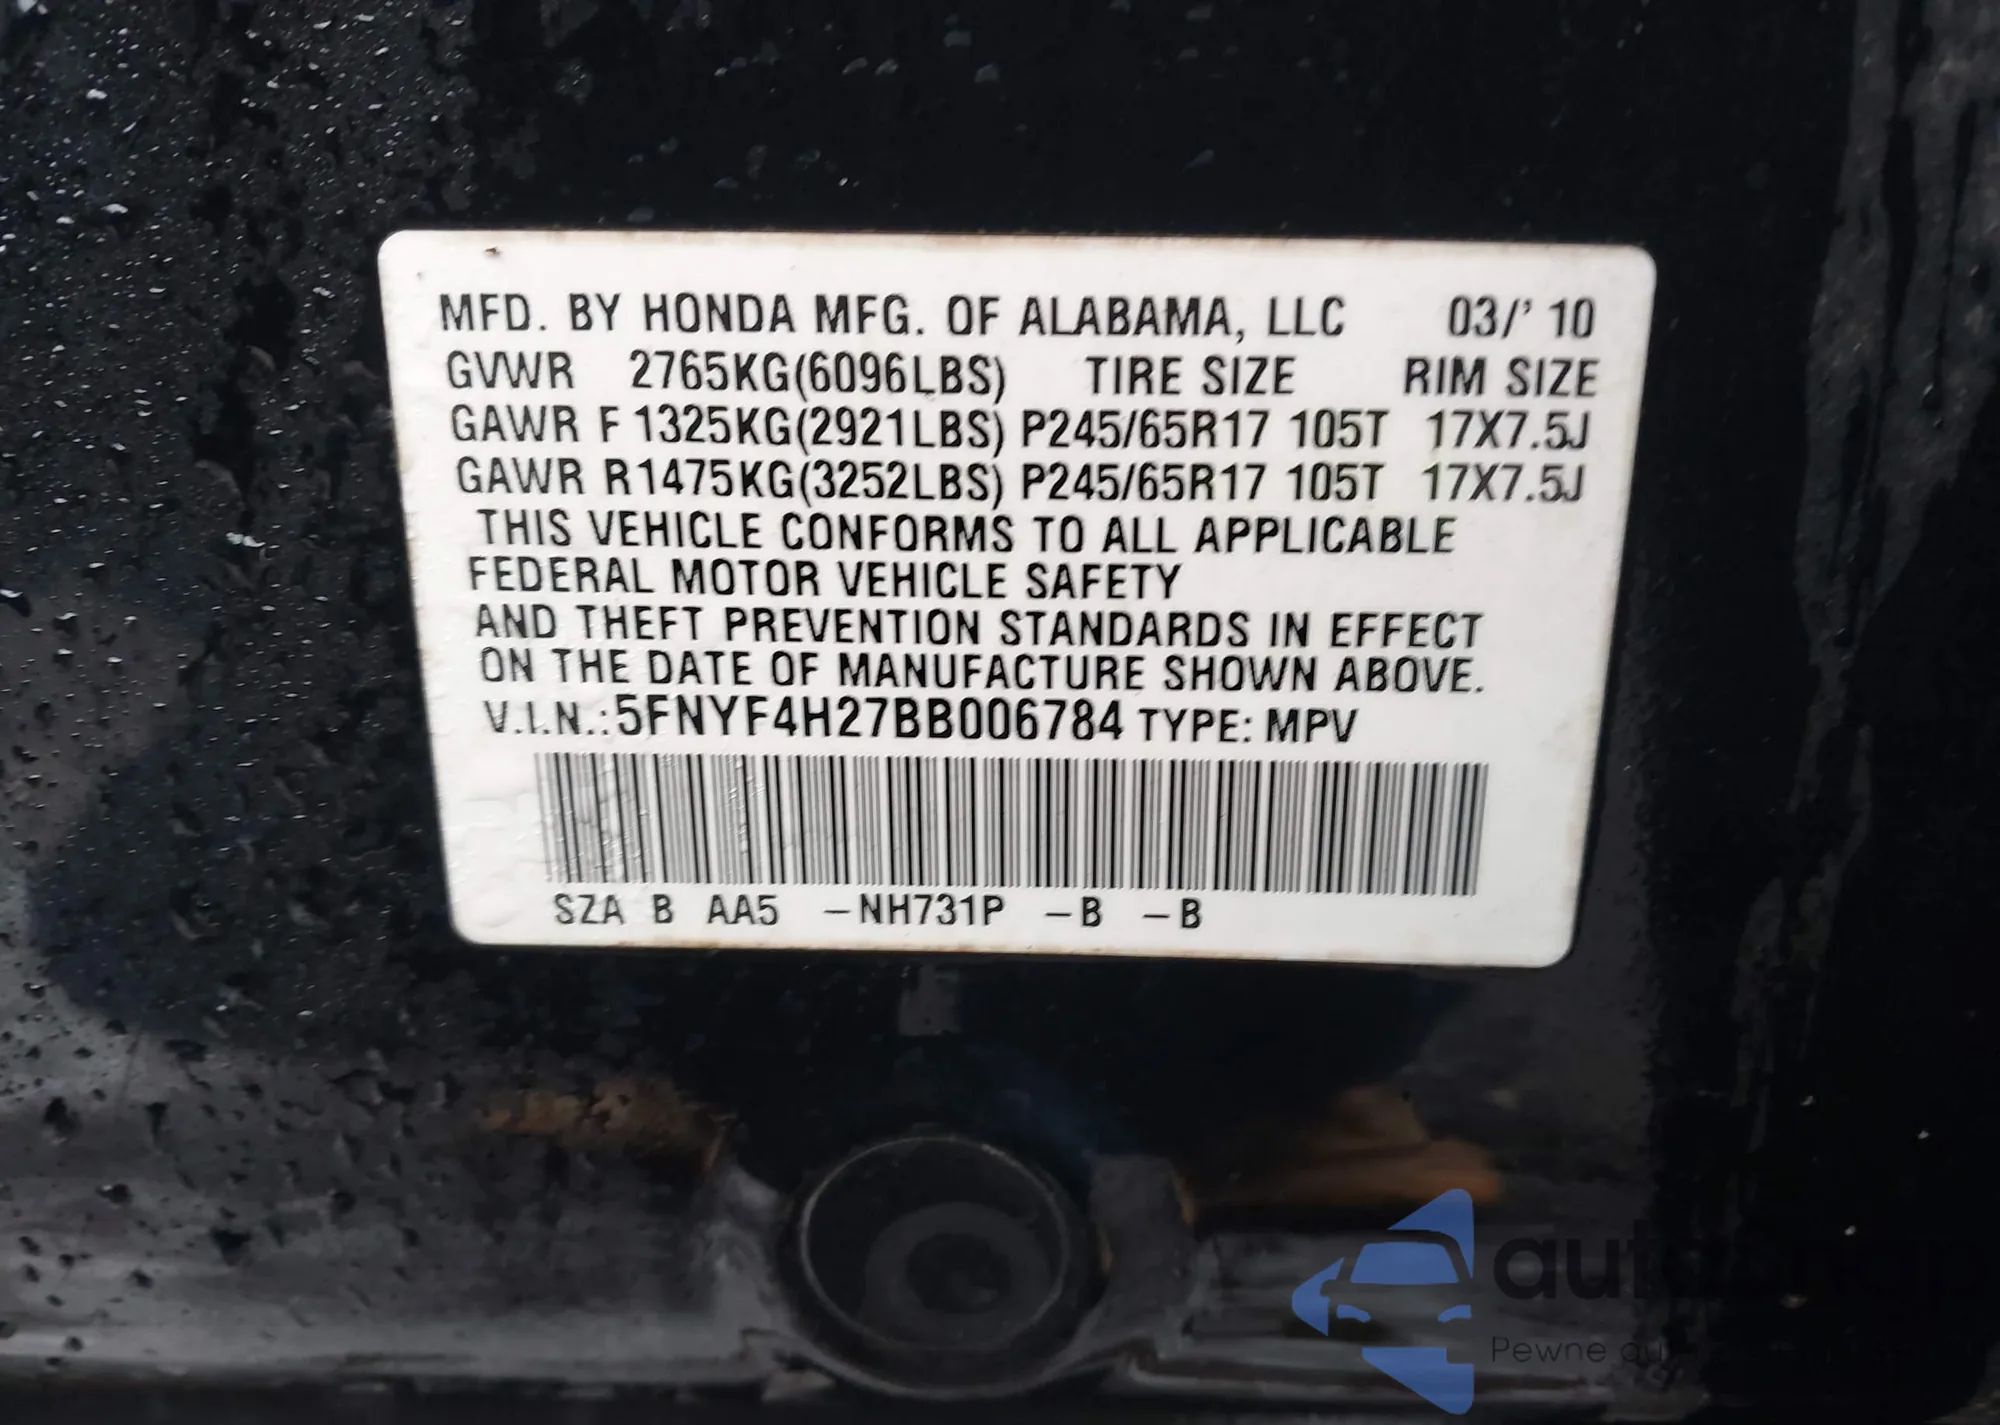 MFD. BY HONDA MFG. OF ALABAMA, LLC 03/' 10
GVWR 2765KG(6096LBS) TIRE SIZE RIM SIZE
GAWR F 1325KG(2921LBS) P245/65R17 105T 17X7.5J
GAWR R1475KG(3252LBS) P245/65R17 105T 17X7.5J
THIS VEHICLE CONFORMS TO ALL APPLICABLE
FEDERAL MOTOR VEHICLE SAFETY
AND THEFT PREVENTION STANDARDS IN EFFECT
ON THE DATE OF MANUFACTURE SHOWN ABOVE.
V.I.N.:5FNYF4H27BB006784 TYPE: MPV
SZA B AA5 -NH731P -B -B
Pewne